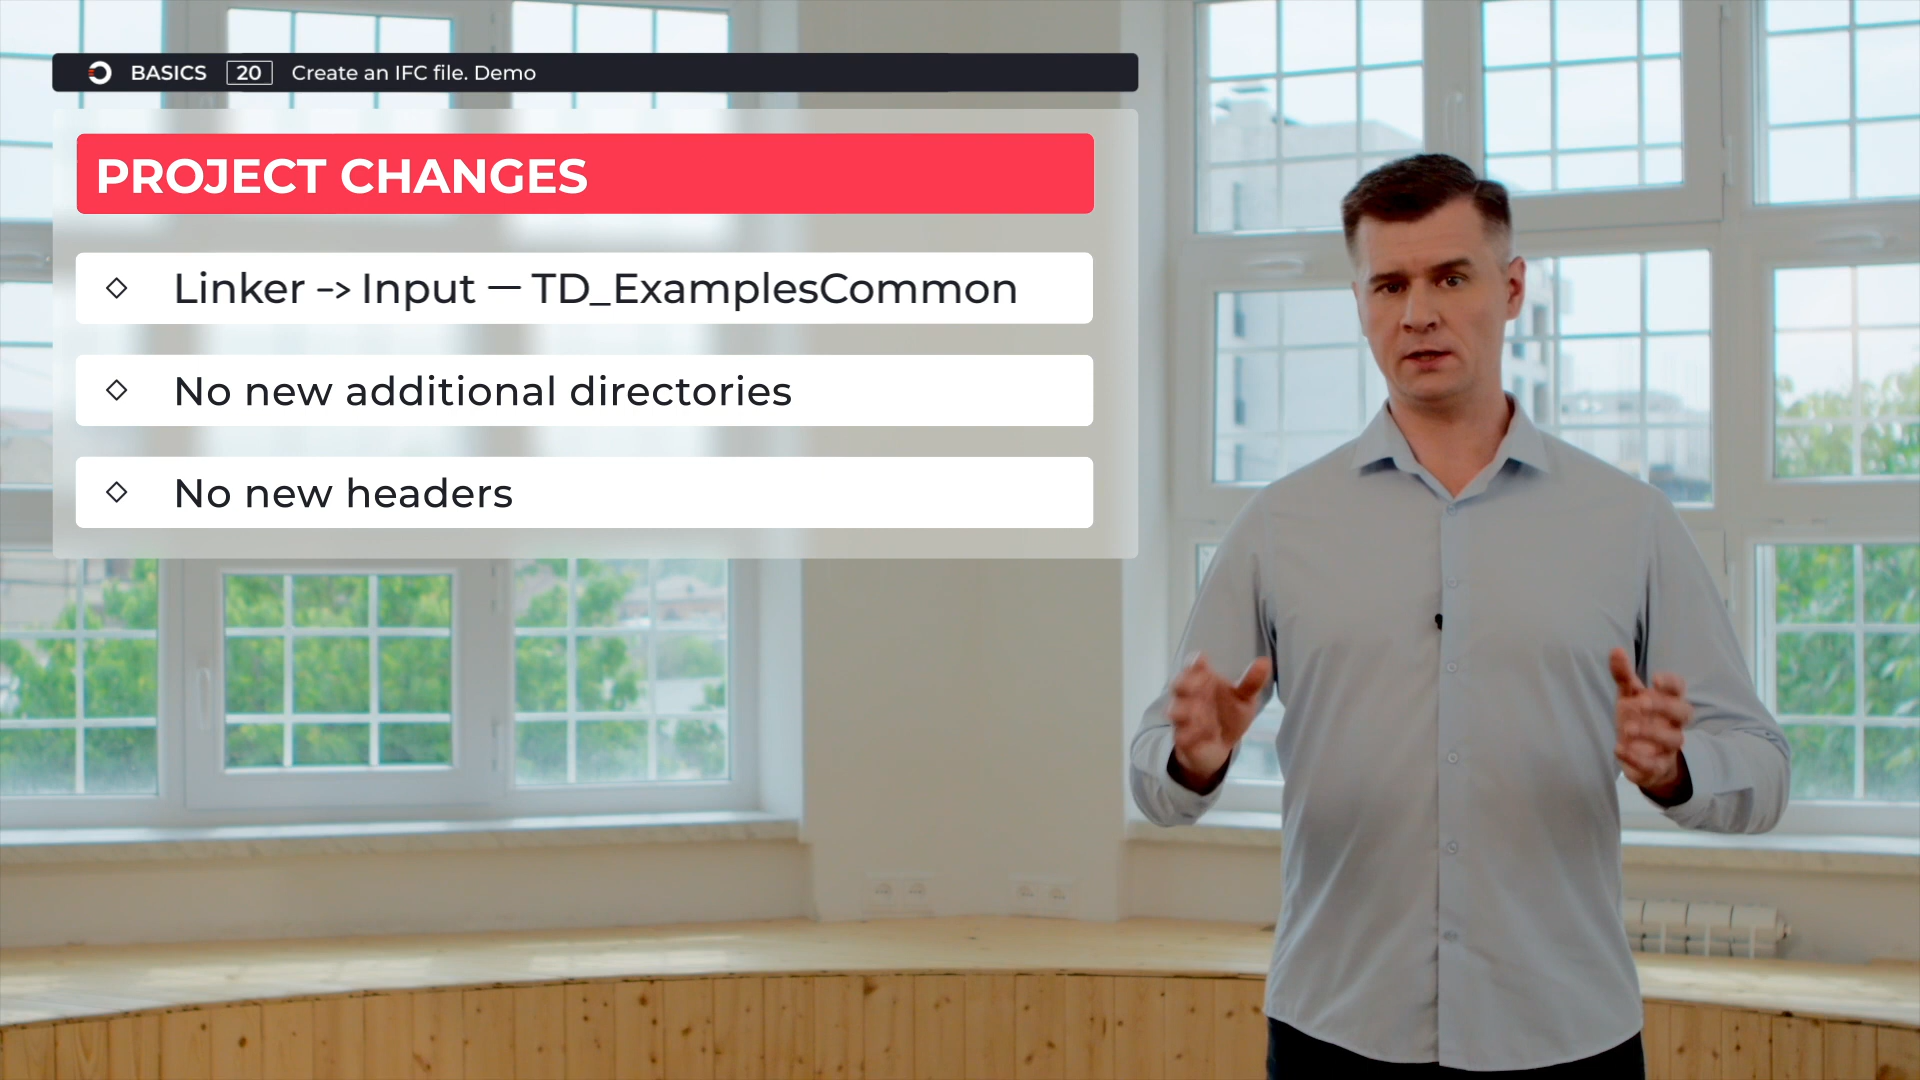 BASICS 20 Create an IFC file. Demo
PROJECT CHANGES
Linker -> Input — TD_ExamplesCommon
No new additional directories
No new headers